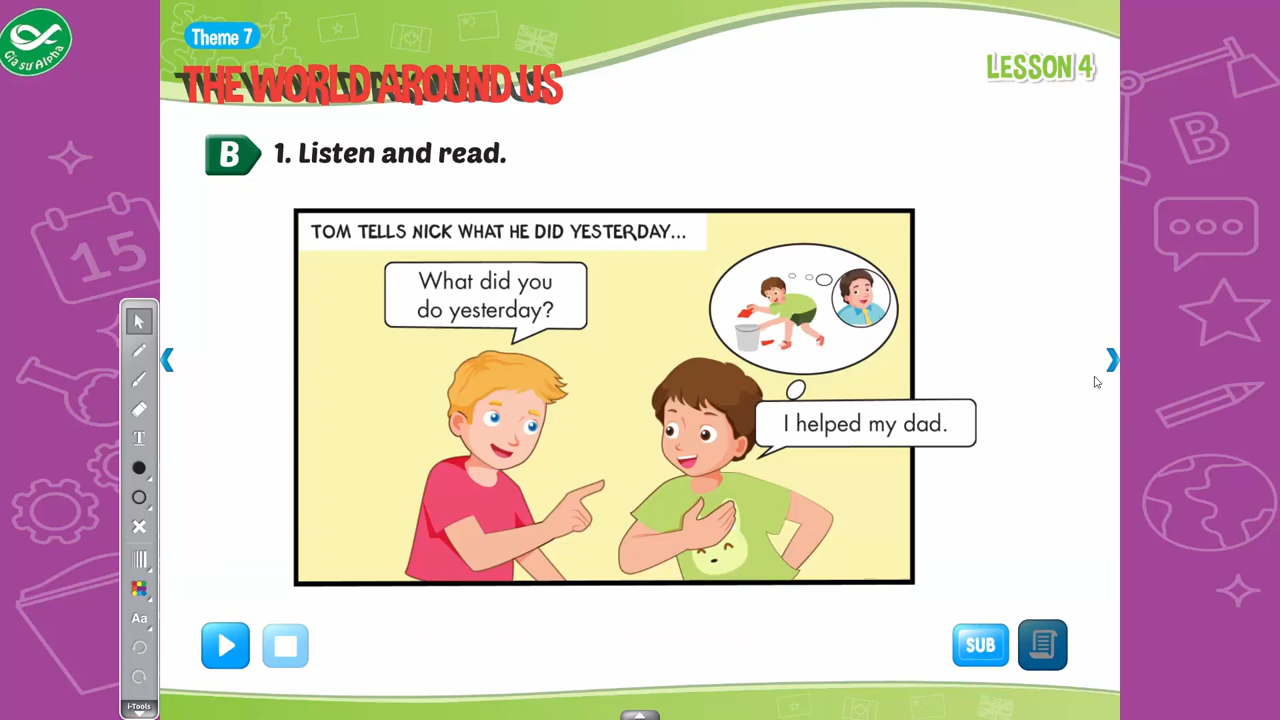 Gia sư Alpha
Theme 7
THE WORLD AROUND US
LESSON 4
B 1. Listen and read.
TOM TELLS NICK WHAT HE DID YESTERDAY...
What did you
do yesterday?
I helped my dad.
15
B
T
Aa
i-Tools
SUB